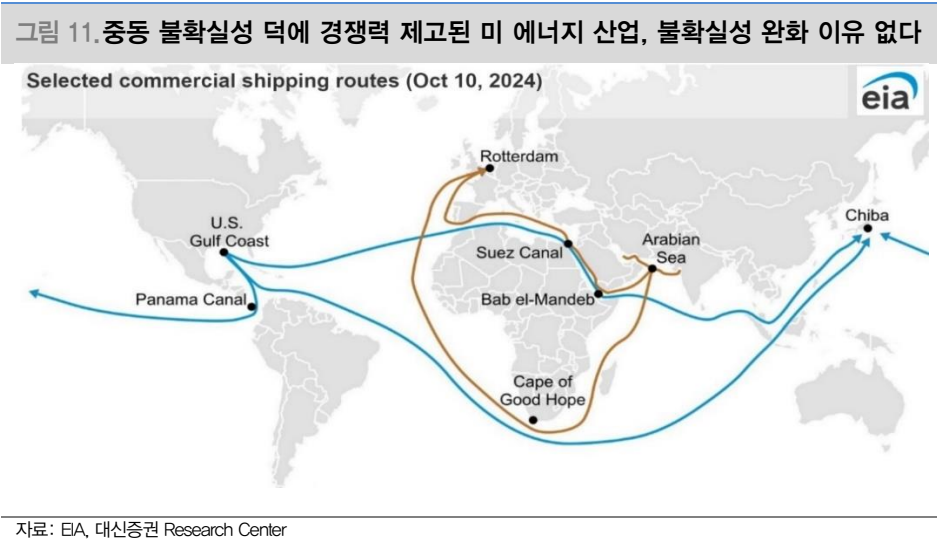 그림 11. 중동 불확실성 덕에 경쟁력 제고된 미 에너지 산업, 불확실성 완화 이유 없다
Selected commercial shipping routes (Oct 10, 2024)
eia
Rotterdam
Chiba
U.S.
Gulf Coast
Arabian
Sea
Suez Canal
Panama Canal
Bab el-Mandeb
Cape of
Good Hope
자료: EIA, 대신증권 Research Center